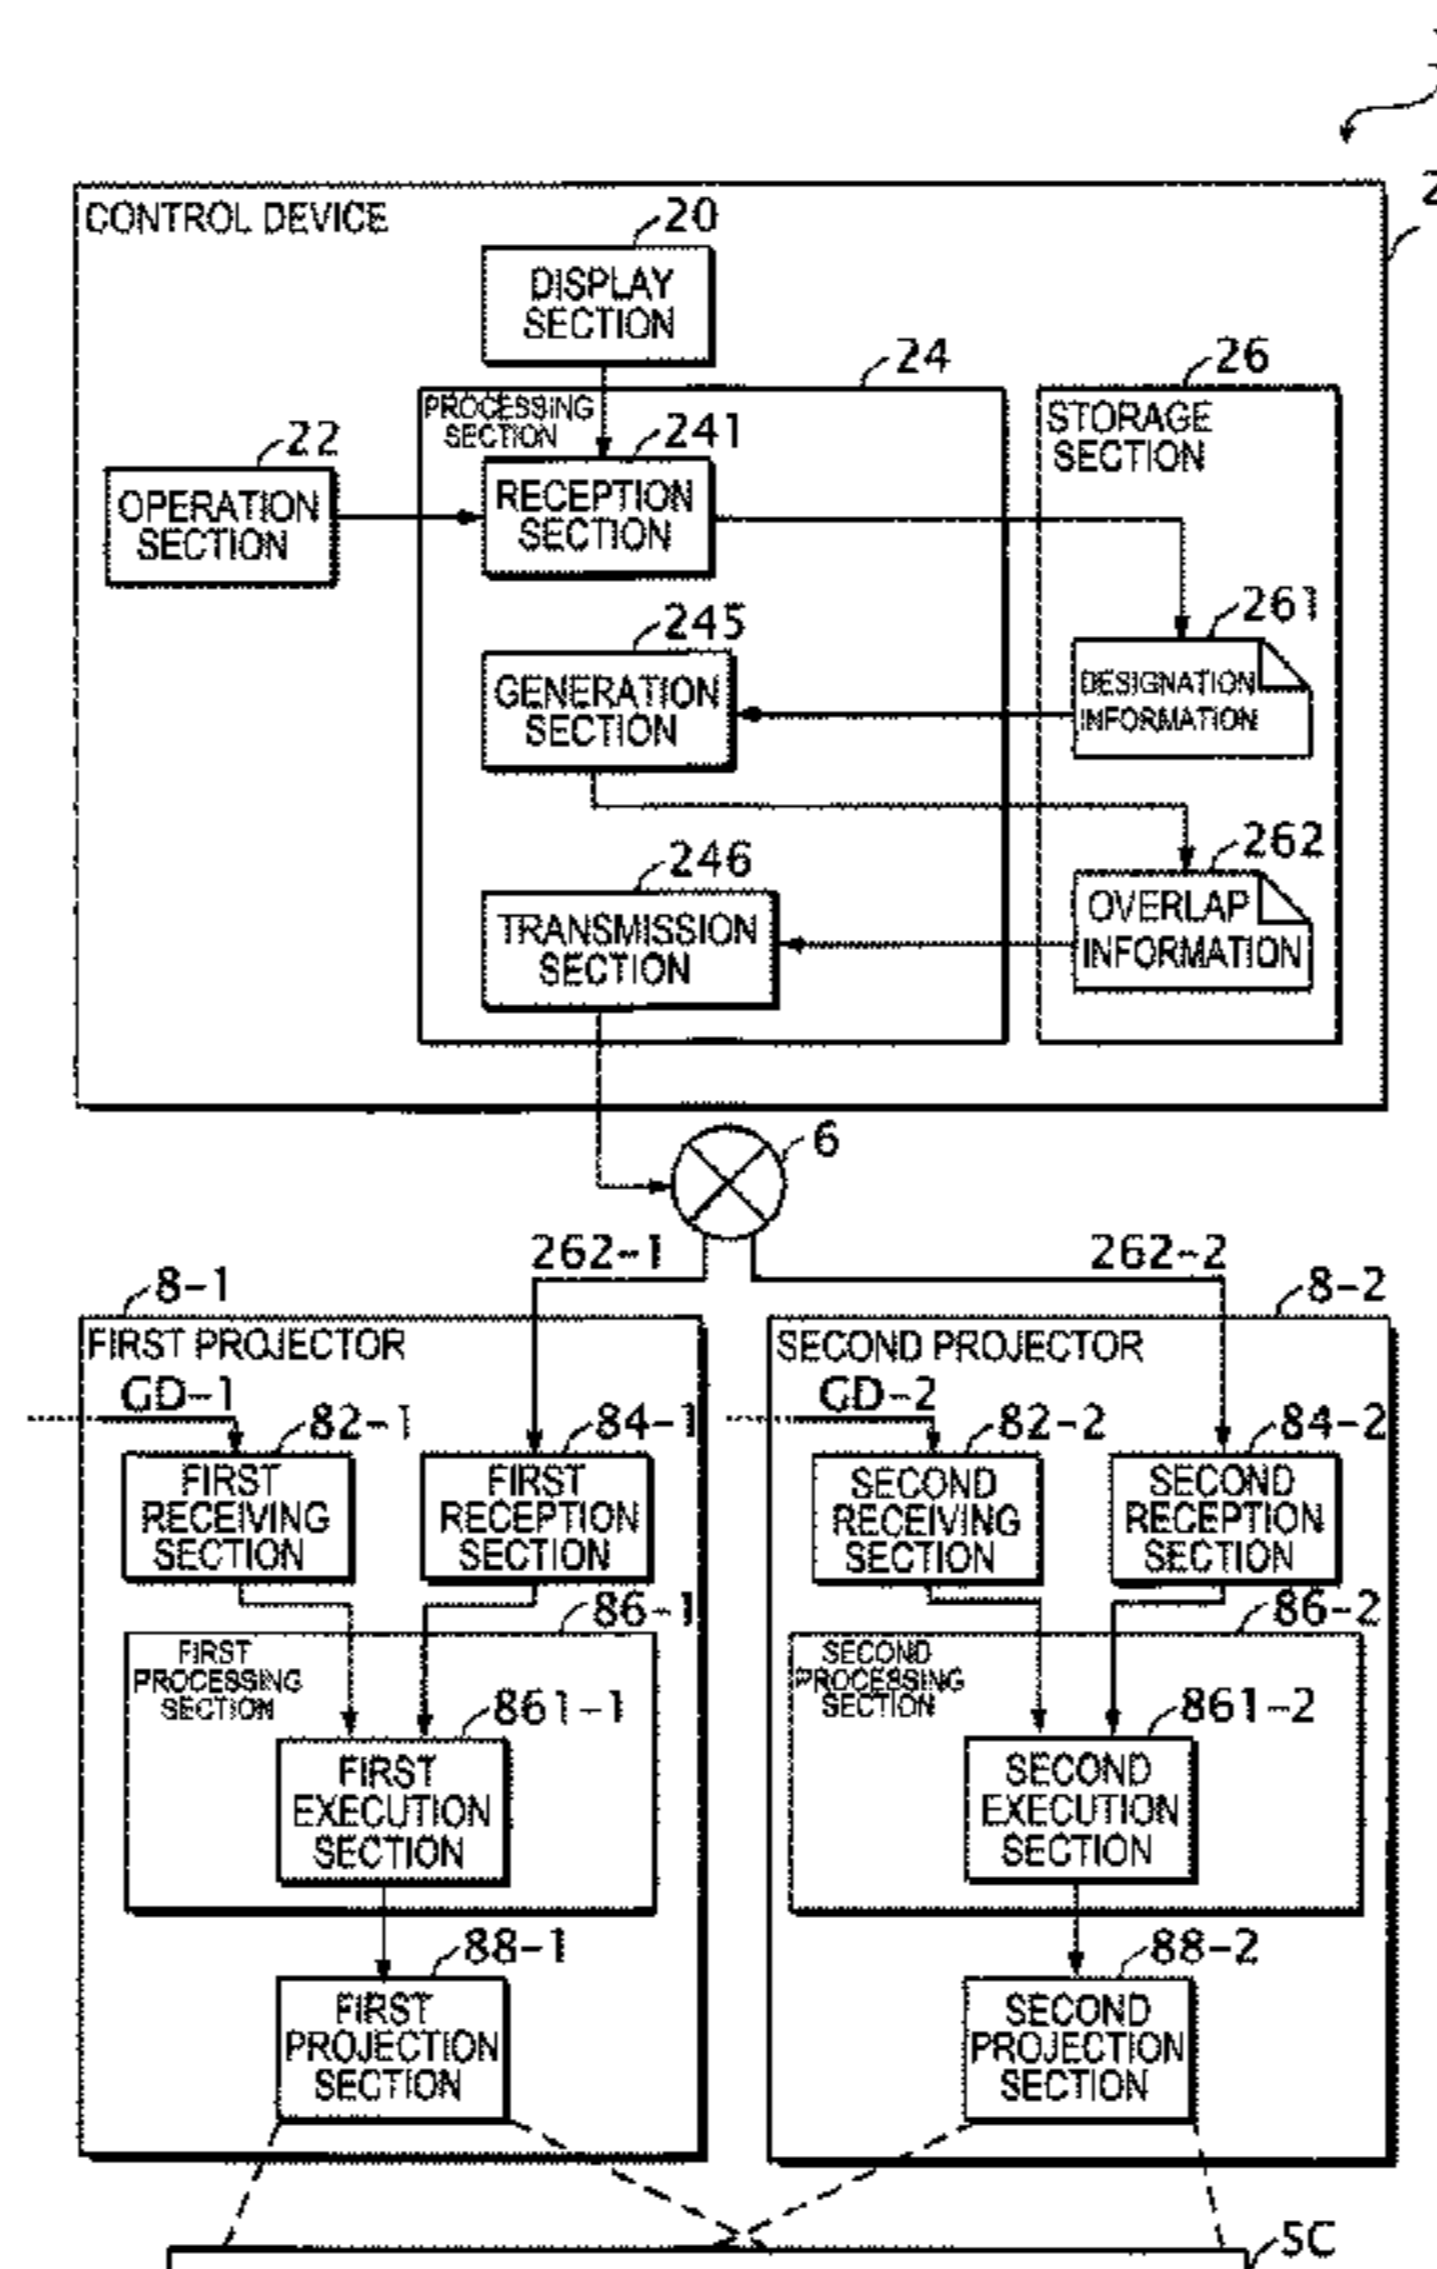 CONTROL DEVICE
2
20
DISPLAY
SECTION
24
26
PROCESSING
SECTION
STORAGE
SECTION
22
241
OPERATION
SECTION
RECEPTION
SECTION
245
261
GENERATION
SECTION
DESIGNATION
INFORMATION
246
262
TRANSMISSION
SECTION
OVERLAP
INFORMATION
6
262-1
262-2
8-1
8-2
FIRST PROJECTOR
SECOND PROJECTOR
GD-1
82-1
84-1
GD-2
82-2
84-2
FIRST
RECEIVING
SECTION
FIRST
RECEPTION
SECTION
SECOND
RECEIVING
SECTION
SECOND
RECEPTION
SECTION
86-1
86-2
FIRST
PROCESSING
SECTION
SECOND
PROCESSING
SECTION
861-1
861-2
FIRST
EXECUTION
SECTION
SECOND
EXECUTION
SECTION
88-1
88-2
FIRST
PROJECTION
SECTION
SECOND
PROJECTION
SECTION
SC